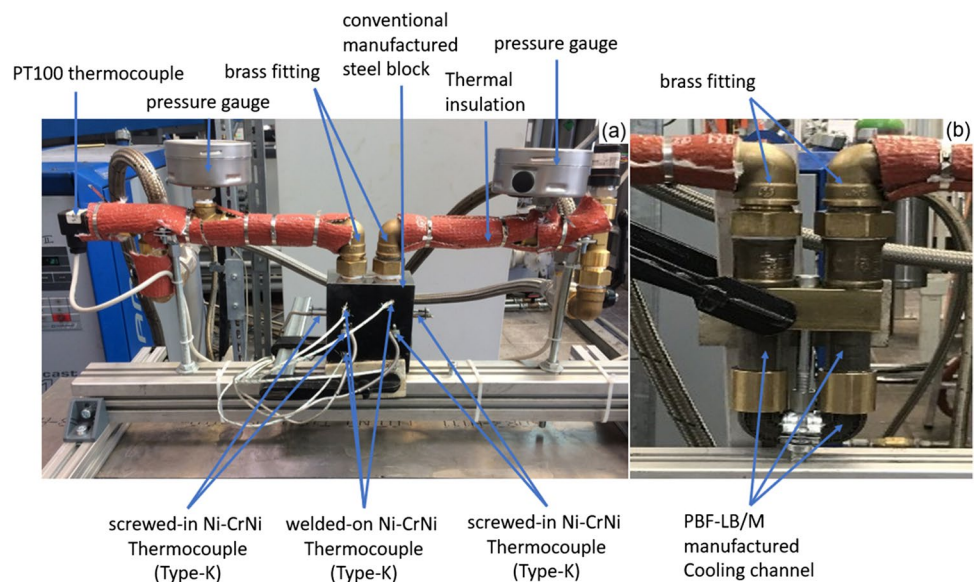 conventional
manufactured
steel block
pressure gauge
PT100 thermocouple
brass fitting
pressure gauge
Thermal
insulation
brass fitting
(a)
(b)
screwed-in Ni-CrNi
Thermocouple
(Type-K)
welded-on Ni-CrNi
Thermocouple
(Type-K)
screwed-in Ni-CrNi
Thermocouple
(Type-K)
PBF-LB/M
manufactured
Cooling channel